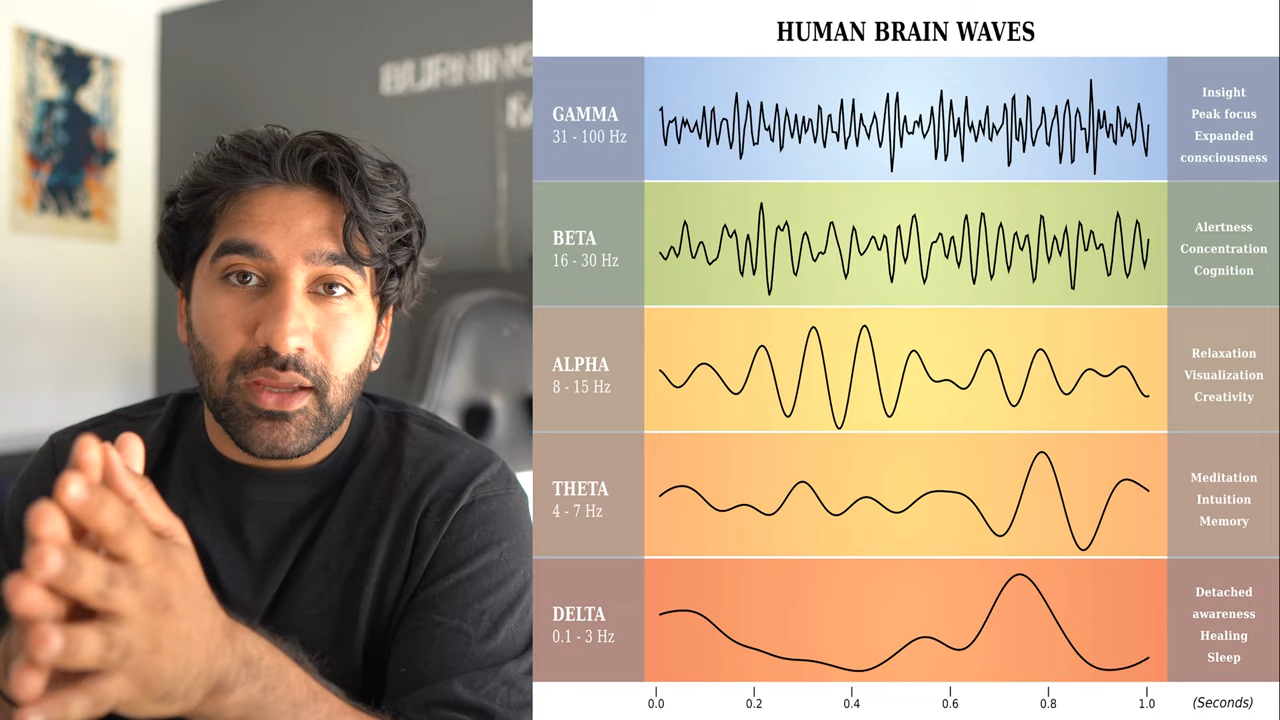 BURNING
HUMAN BRAIN WAVES
GAMMA
31 - 100 Hz
Insight
Peak focus
Expanded
consciousness
BETA
16 - 30 Hz
Alertness
Concentration
Cognition
ALPHA
8 - 15 Hz
Relaxation
Visualization
Creativity
THETA
4 - 7 Hz
Meditation
Intuition
Memory
DELTA
0.1 - 3 Hz
Detached
awareness
Healing
Sleep
0.0 0.2 0.4 0.6 0.8 1.0 (Seconds)